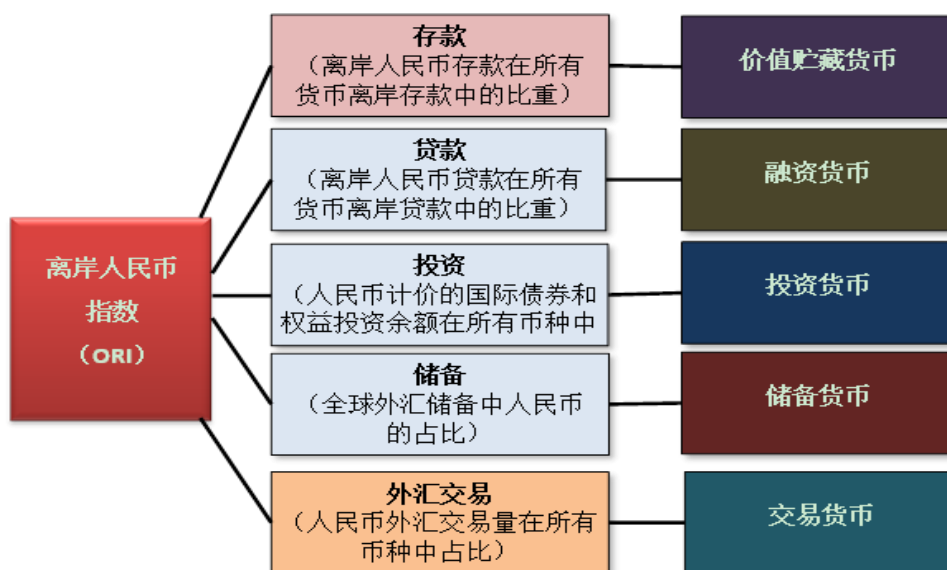 离岸人民币
指数
（ORI）
存款
（离岸人民币存款在所有
货币离岸存款中的比重）
价值贮藏货币
贷款
（离岸人民币贷款在所有
货币离岸贷款中的比重）
融资货币
投资
（人民币计价的国际债券和
权益投资余额在所有币种中
投资货币
储备
（全球外汇储备中人民币
的占比）
储备货币
外汇交易
（人民币外汇交易量在所有
币种中占比）
交易货币